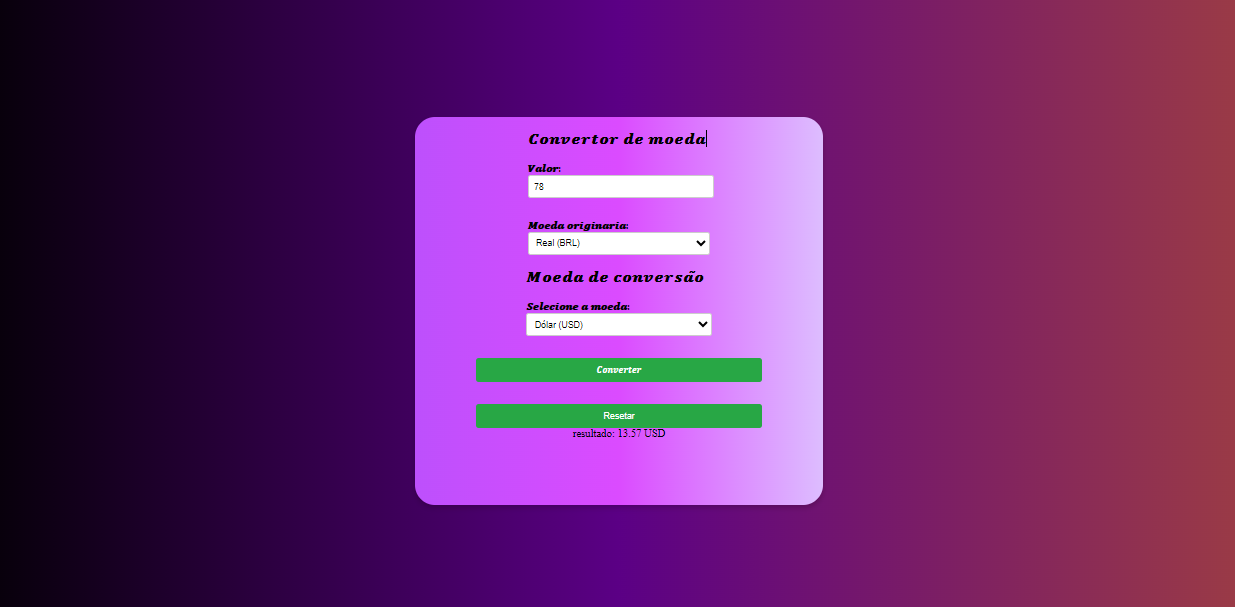 Convertor de moeda
Valor:
78
Moeda originaria:
Real (BRL)
Moeda de conversão
Selecione a moeda:
Dólar (USD)
Converter
Resetar
resultado: 13.57 USD